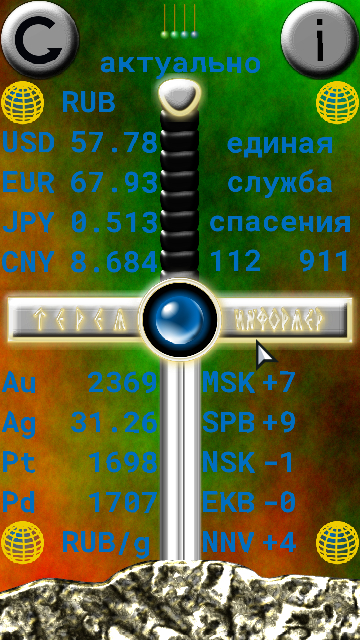 G i
актуально
RUB
USD 57.78 единая
EUR 67.93 служба
JPY 0.513 спасения
CNY 8.684 112 911
ТЕРЕМ ИНФОРМЕР
Au 2369 MSK +7
Ag 31.26 SPB +9
Pt 1698 NSK -1
Pd 1707 EKB -0
RUB/g NNV +4